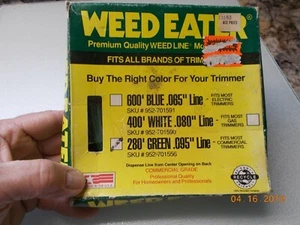 WEED EATER
Premium Quality WEED LINE
FITS ALL BRANDS OF
Buy The Right Color For Your Trimmer
600' BLUE .065" Line - FITS MOST ELECTRIC TRIMMERS
SKU #952-701591
400' WHITE .080" Line - FITS MOST GAS TRIMMERS
SKU #952-701590
280' GREEN .095" Line - FITS MOST COMMERCIAL TRIMMERS
SKU #952-701556
Dispense Line from Center Opening on Back
COMMERCIAL GRADE
Professional Quality
For Homeowners and Professionals
RECYCLE
04 16 201